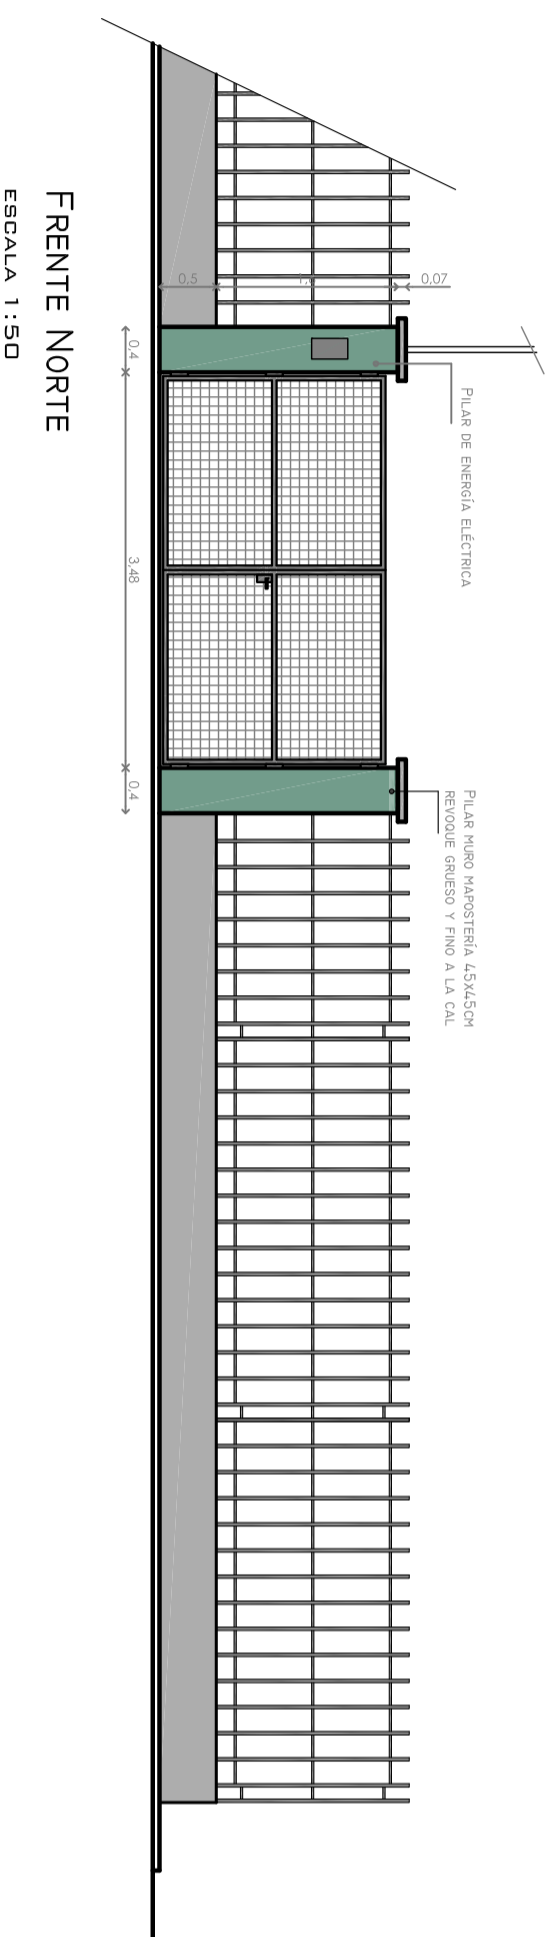 0,07
0,5
PILAR DE ENERGÍA ELÉCTRICA
PILAR MURO MAPOSTERÍA 45X45CM
REVOQUE GRUESO Y FINO A LA CAL
0,4
3,48
0,4
FRENTE NORTE
ESCALA 1:50